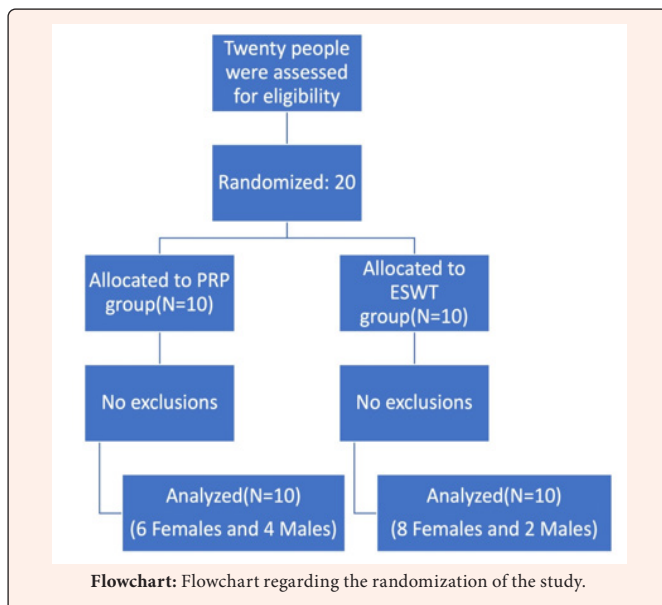 Twenty people
were assessed
for eligibility
Randomized: 20
Allocated to PRP
group(N=10)
Allocated to
ESWT
group(N=10)
No exclusions
No exclusions
Analyzed(N=10)
(6 Females and 4 Males)
Analyzed(N=10)
(8 Females and 2 Males)
Flowchart: Flowchart regarding the randomization of the study.